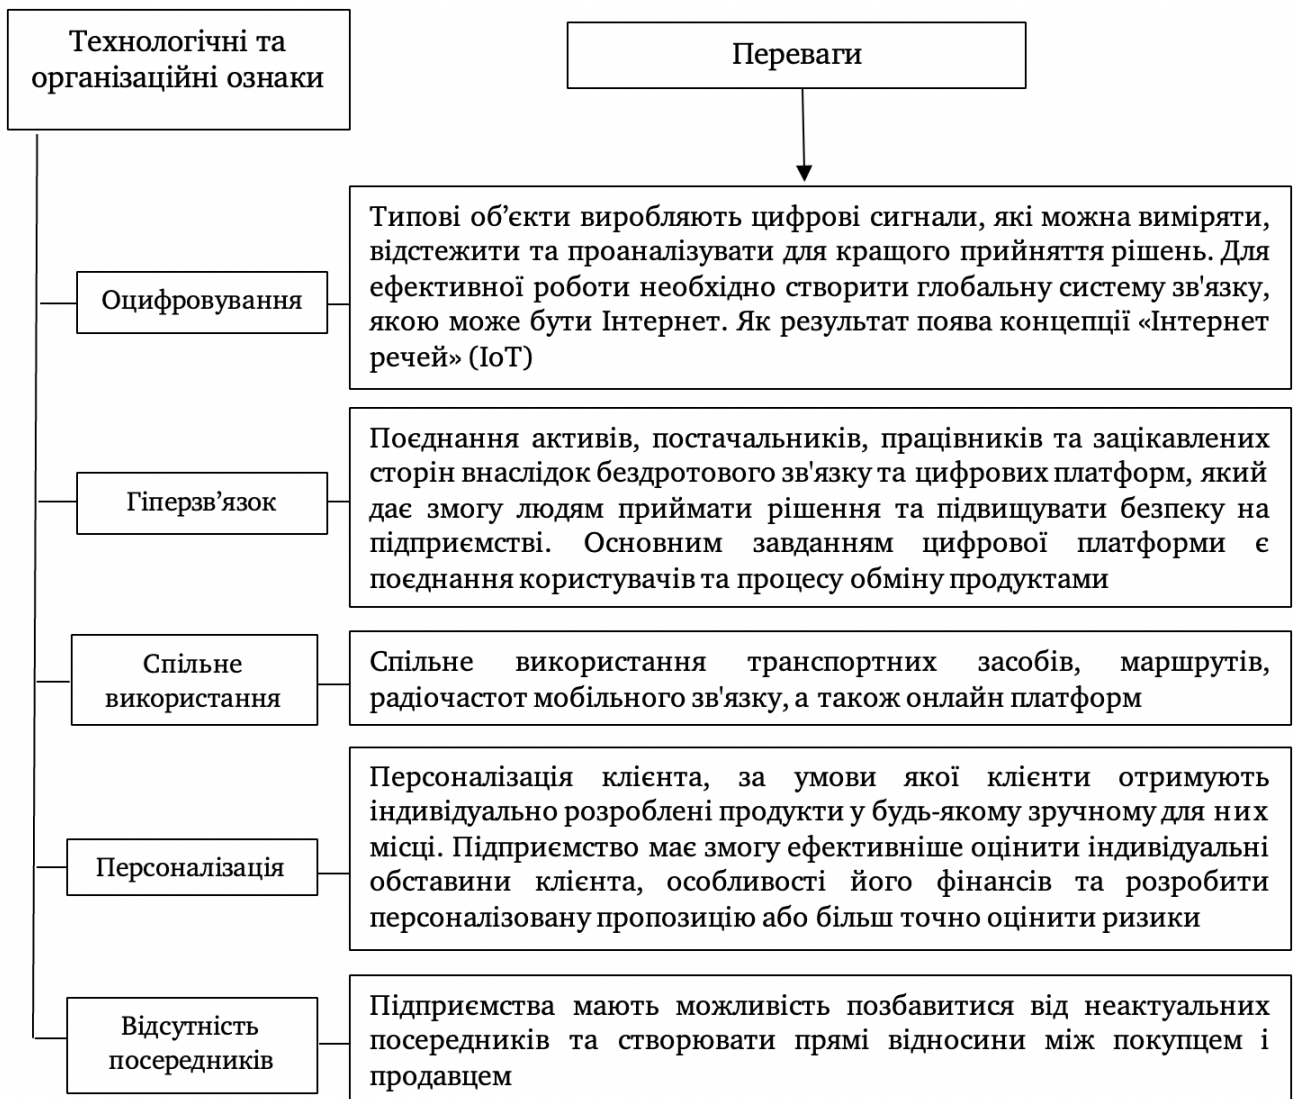 Технологічні та
організаційні ознаки
Переваги
Оцифровування
Типові об’єкти виробляють цифрові сигнали, які можна виміряти,
відстежити та проаналізувати для кращого прийняття рішень. Для
ефективної роботи необхідно створити глобальну систему зв'язку,
якою може бути Інтернет. Як результат поява концепції «Інтернет
речей» (IoT)
Гіперзв’язок
Поєднання активів, постачальників, працівників та зацікавлених
сторін внаслідок бездротового зв'язку та цифрових платформ, який
дає змогу людям приймати рішення та підвищувати безпеку на
підприємстві. Основним завданням цифрової платформи є
поєднання користувачів та процесу обміну продуктами
Спільне
використання
Спільне використання транспортних засобів, маршрутів,
радіочастот мобільного зв'язку, а також онлайн платформ
Персоналізація
Персоналізація клієнта, за умови якої клієнти отримують
індивідуально розроблені продукти у будь-якому зручному для них
місці. Підприємство має змогу ефективніше оцінити індивідуальні
обставини клієнта, особливості його фінансів та розробити
персоналізовану пропозицію або більш точно оцінити ризики
Відсутність
посередників
Підприємства мають можливість позбавитися від неактуальних
посередників та створювати прямі відносини між покупцем і
продавцем